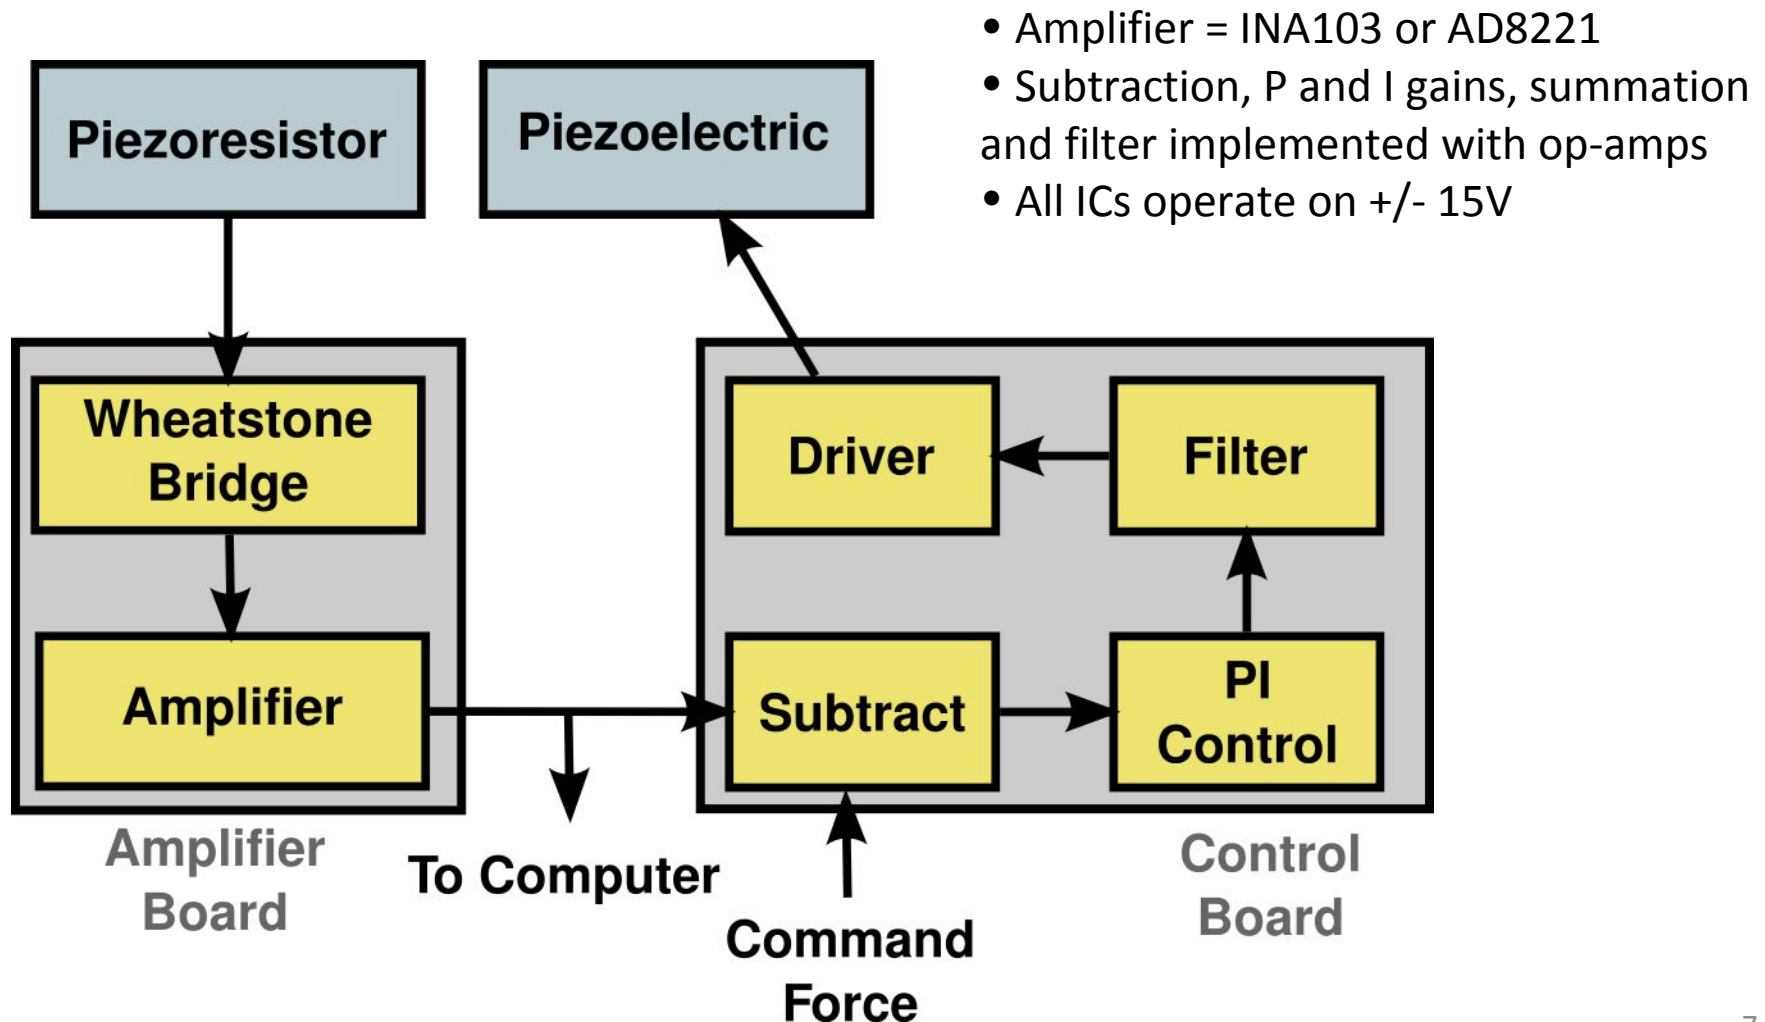 • Amplifier = INA103 or AD8221
• Subtraction, P and I gains, summation
and filter implemented with op-amps
• All ICs operate on +/- 15V
Piezoresistor
Piezoelectric
Wheatstone
Bridge
Driver
Filter
Amplifier
Subtract
PI
Control
Amplifier
Board
To Computer
Command
Force
Control
Board
7